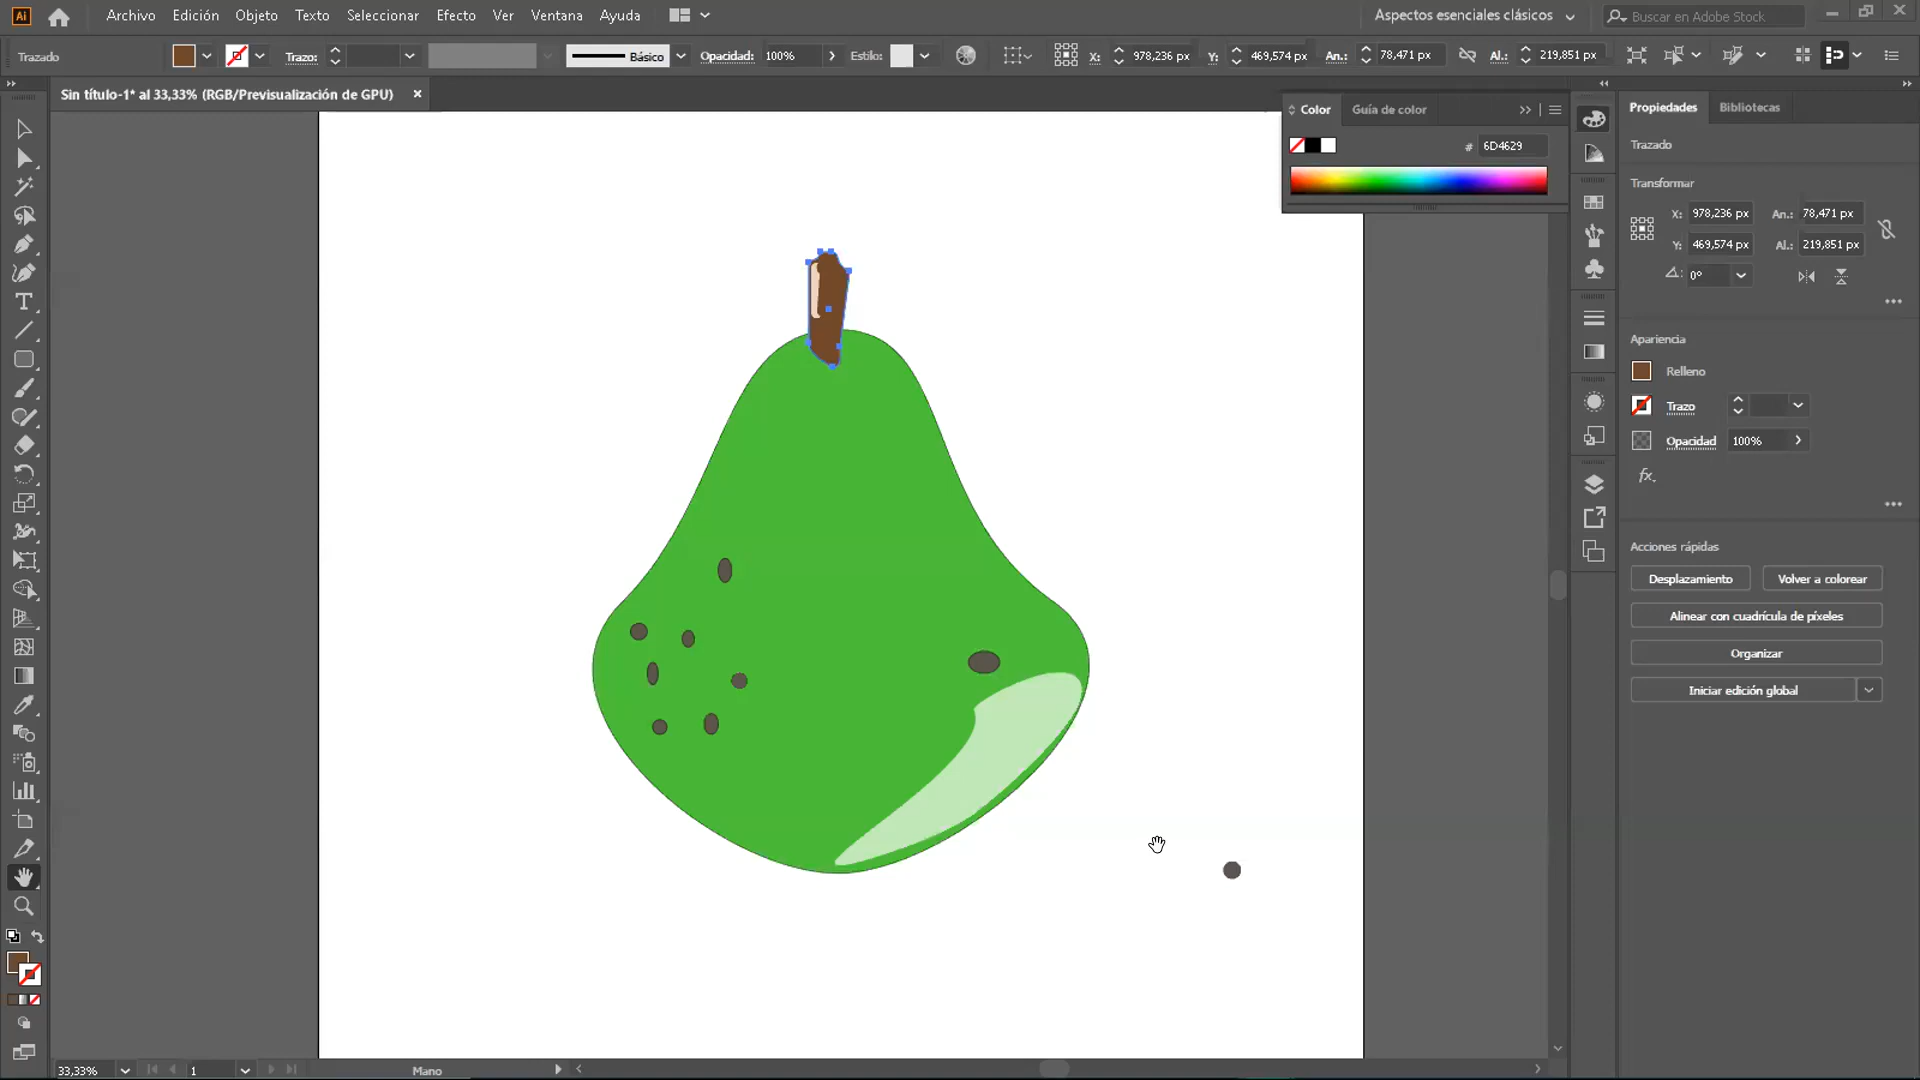 Ai Archivo Edición Objeto Texto Seleccionar Efecto Ver Ventana Ayuda Aspectos esenciales clásicos Buscar en Adobe Stock
Trazado Trazo: Básico Opacidad: 100% Estilo: X: 978,236 px Y: 469,574 px An.: 78,471 px Al.: 219,851 px
Sin título-1* al 33,33% (RGB/Previsualización de GPU)
Color Guía de color
# 6D4629
Propiedades Bibliotecas
Trazado
Transformar
X: 978,236 px An.: 78,471 px
Y: 469,574 px Al.: 219,851 px
0°
Apariencia
Relleno
Trazo
Opacidad 100%
fx.
Acciones rápidas
Desplazamiento Volver a colorear
Alinear con cuadrícula de píxeles
Organizar
Iniciar edición global
33,33% 1 Mano